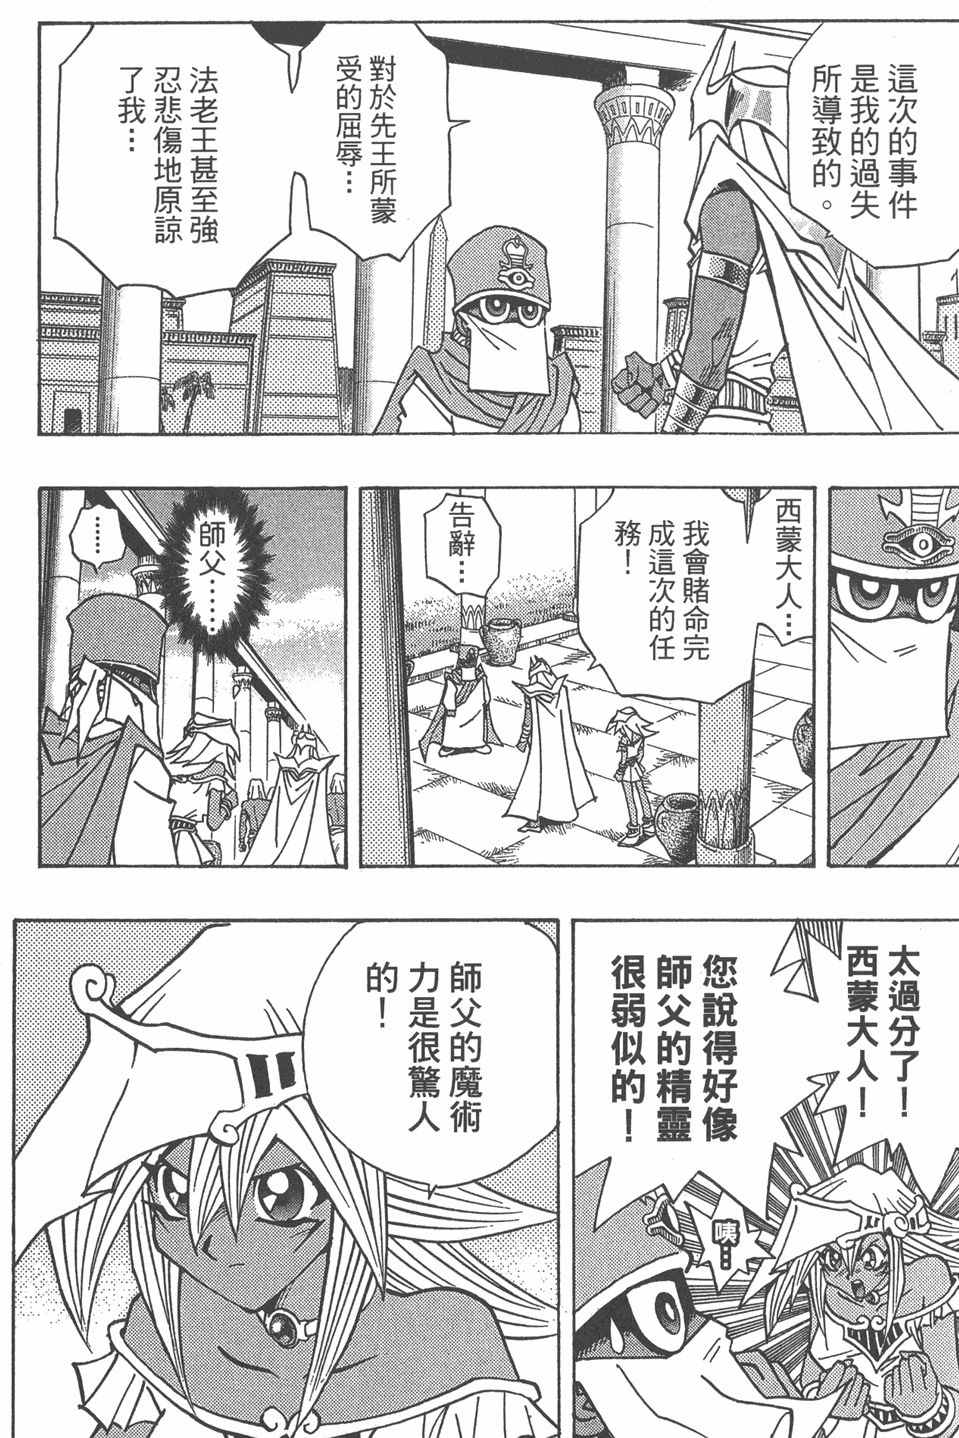 這次的事件
是我的過失
所導致的。
對於先王所蒙
受的屈辱…
法老王甚至強
忍悲傷地原諒
了我…
西蒙大人…
我會賭命完
成這次的任
務！
告辭…
師父……
……
太過分了！
西蒙大人！
您說得好像
師父的精靈
很弱似的！
咦…
師父的魔術
力是很驚人
的！